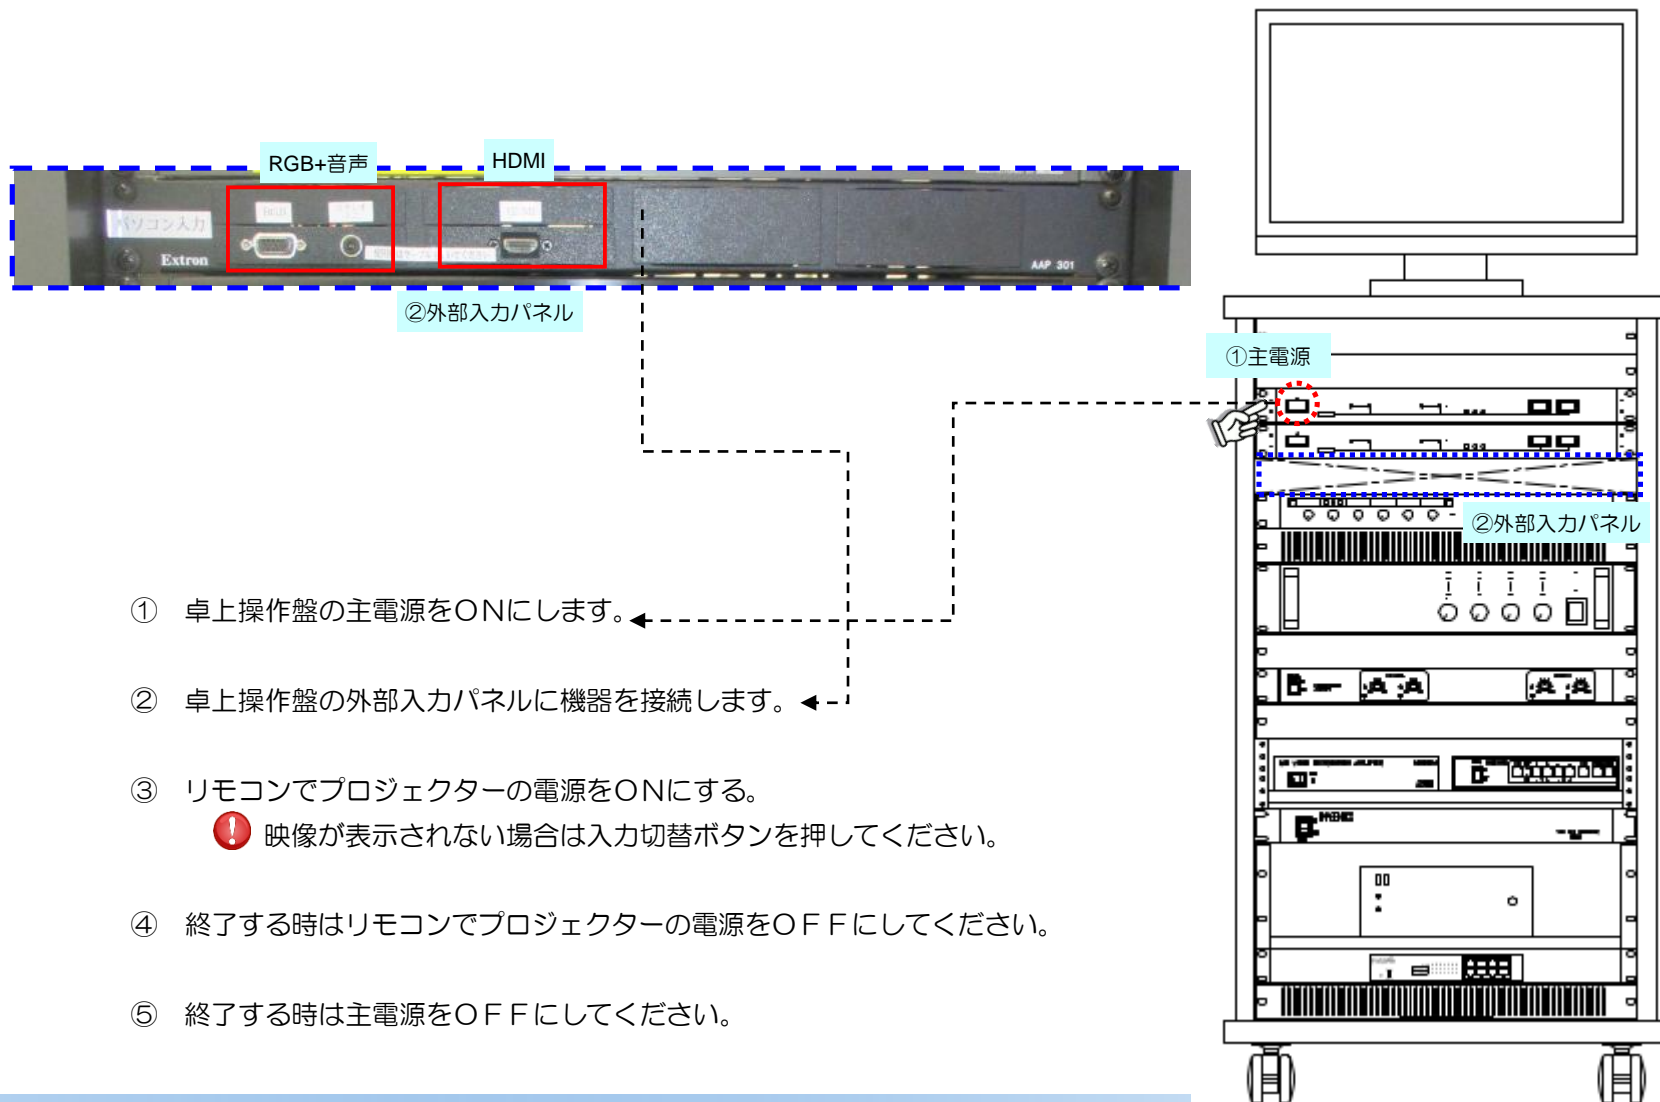 RGB+音声
HDMI
パソコン入力
RGB
HDMI
Extron
AAP 301
②外部入力パネル
①主電源
②外部入力パネル
① 卓上操作盤の主電源をONにします。
② 卓上操作盤の外部入力パネルに機器を接続します。
③ リモコンでプロジェクターの電源をONにする。
映像が表示されない場合は入力切替ボタンを押してください。
④ 終了する時はリモコンでプロジェクターの電源をOFFにしてください。
⑤ 終了する時は主電源をOFFにしてください。